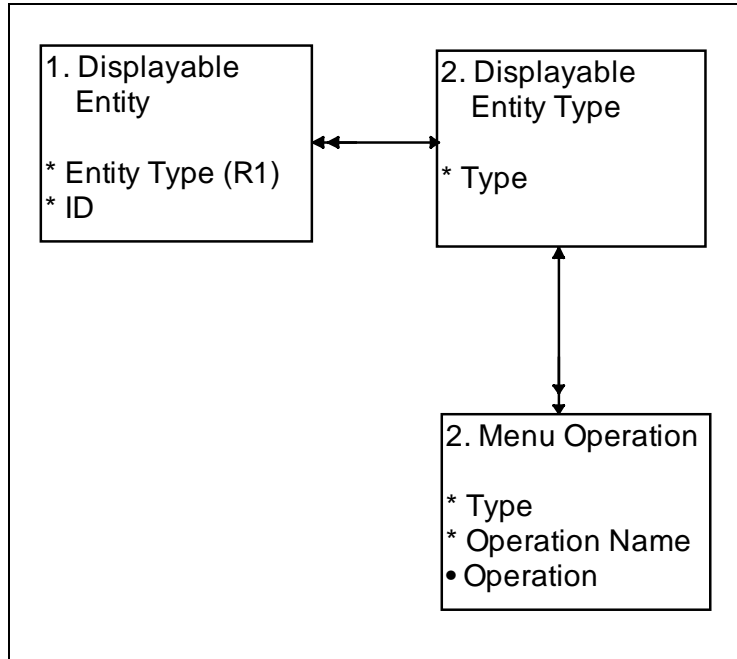 1. Displayable
Entity
* Entity Type (R1)
* ID
2. Displayable
Entity Type
* Type
2. Menu Operation
* Type
* Operation Name
• Operation